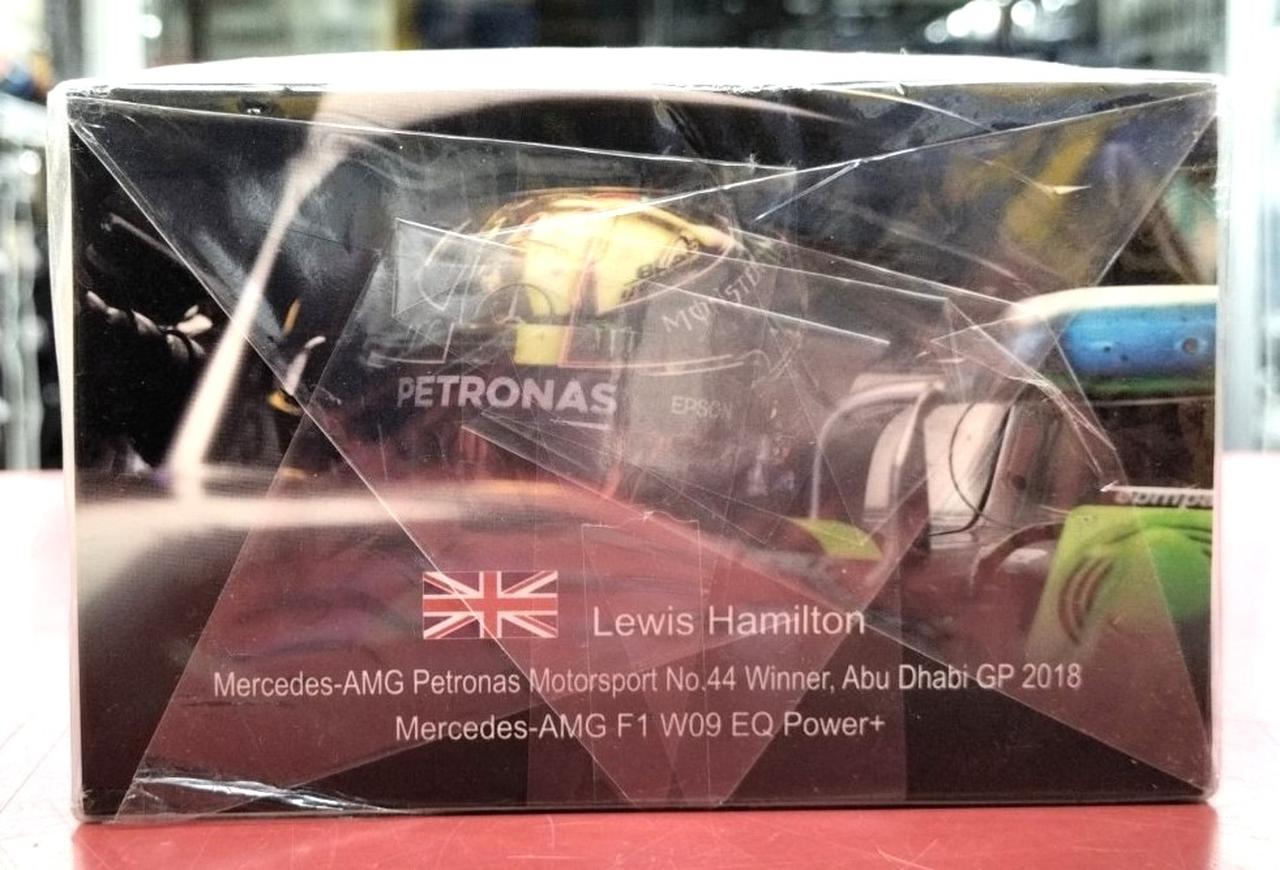 MONSTER
PETRONAS
EPSON
Lewis Hamilton
Mercedes-AMG Petronas Motorsport No.44 Winner, Abu Dhabi GP 2018
Mercedes-AMG F1 W09 EQ Power+